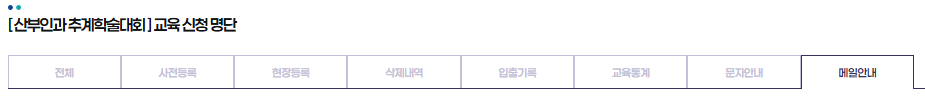 [ 산부인과 추계학술대회 ] 교육 신청 명단
전체 사전등록 현장등록 삭제내역 입출기록 교육통계 문자안내 메일안내